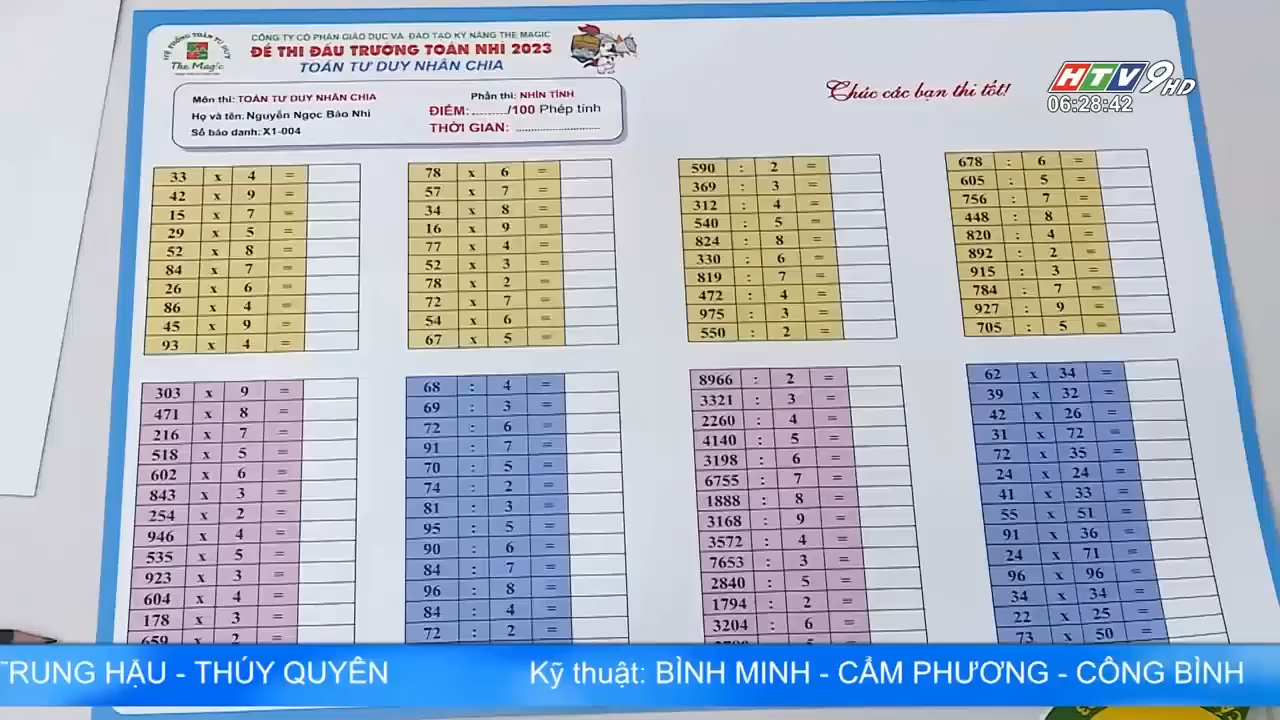 HỆ THỐNG TOÁN TƯ DUY
The Magic
CÔNG TY CỔ PHẦN GIÁO DỤC VÀ ĐÀO TẠO KỸ NĂNG THE MAGIC
ĐỀ THI ĐẤU TRƯỜNG TOÁN NHÍ 2023
TOÁN TƯ DUY NHÂN CHIA
Môn thi: TOÁN TƯ DUY NHÂN CHIA
Phần thi: NHÌN TÍNH
Họ và tên: Nguyễn Ngọc Bảo Nhi
ĐIỂM: ........./100 Phép tính
Số báo danh: X1-004
THỜI GIAN: ..........................
Chúc các bạn thi tốt!
HTV9 HD
06:28:42
33 x 4 =
42 x 9 =
15 x 7 =
29 x 5 =
52 x 8 =
84 x 7 =
26 x 6 =
86 x 4 =
45 x 9 =
93 x 4 =
78 x 6 =
57 x 7 =
34 x 8 =
16 x 9 =
77 x 4 =
52 x 3 =
78 x 2 =
72 x 7 =
54 x 6 =
67 x 5 =
590 : 2 =
369 : 3 =
312 : 4 =
540 : 5 =
824 : 8 =
330 : 6 =
819 : 7 =
472 : 4 =
975 : 3 =
550 : 2 =
678 : 6 =
605 : 5 =
756 : 7 =
448 : 8 =
820 : 4 =
892 : 2 =
915 : 3 =
784 : 7 =
927 : 9 =
705 : 5 =
303 x 9 =
471 x 8 =
216 x 7 =
518 x 5 =
602 x 6 =
843 x 3 =
254 x 2 =
946 x 4 =
535 x 5 =
923 x 3 =
604 x 4 =
178 x 3 =
659 x 2 =
68 : 4 =
69 : 3 =
72 : 6 =
91 : 7 =
70 : 5 =
74 : 2 =
81 : 3 =
95 : 5 =
90 : 6 =
84 : 7 =
96 : 8 =
84 : 4 =
72 : 2 =
8966 : 2 =
3321 : 3 =
2260 : 4 =
4140 : 5 =
3198 : 6 =
6755 : 7 =
1888 : 8 =
3168 : 9 =
3572 : 4 =
7653 : 3 =
2840 : 5 =
1794 : 2 =
3204 : 6 =
62 x 34 =
39 x 32 =
42 x 26 =
31 x 72 =
72 x 35 =
24 x 24 =
41 x 33 =
55 x 51 =
91 x 36 =
24 x 71 =
96 x 96 =
34 x 34 =
22 x 25 =
73 x 50 =
TRUNG HẬU - THÚY QUYÊN Kỹ thuật: BÌNH MINH - CẨM PHƯƠNG - CÔNG BÌNH